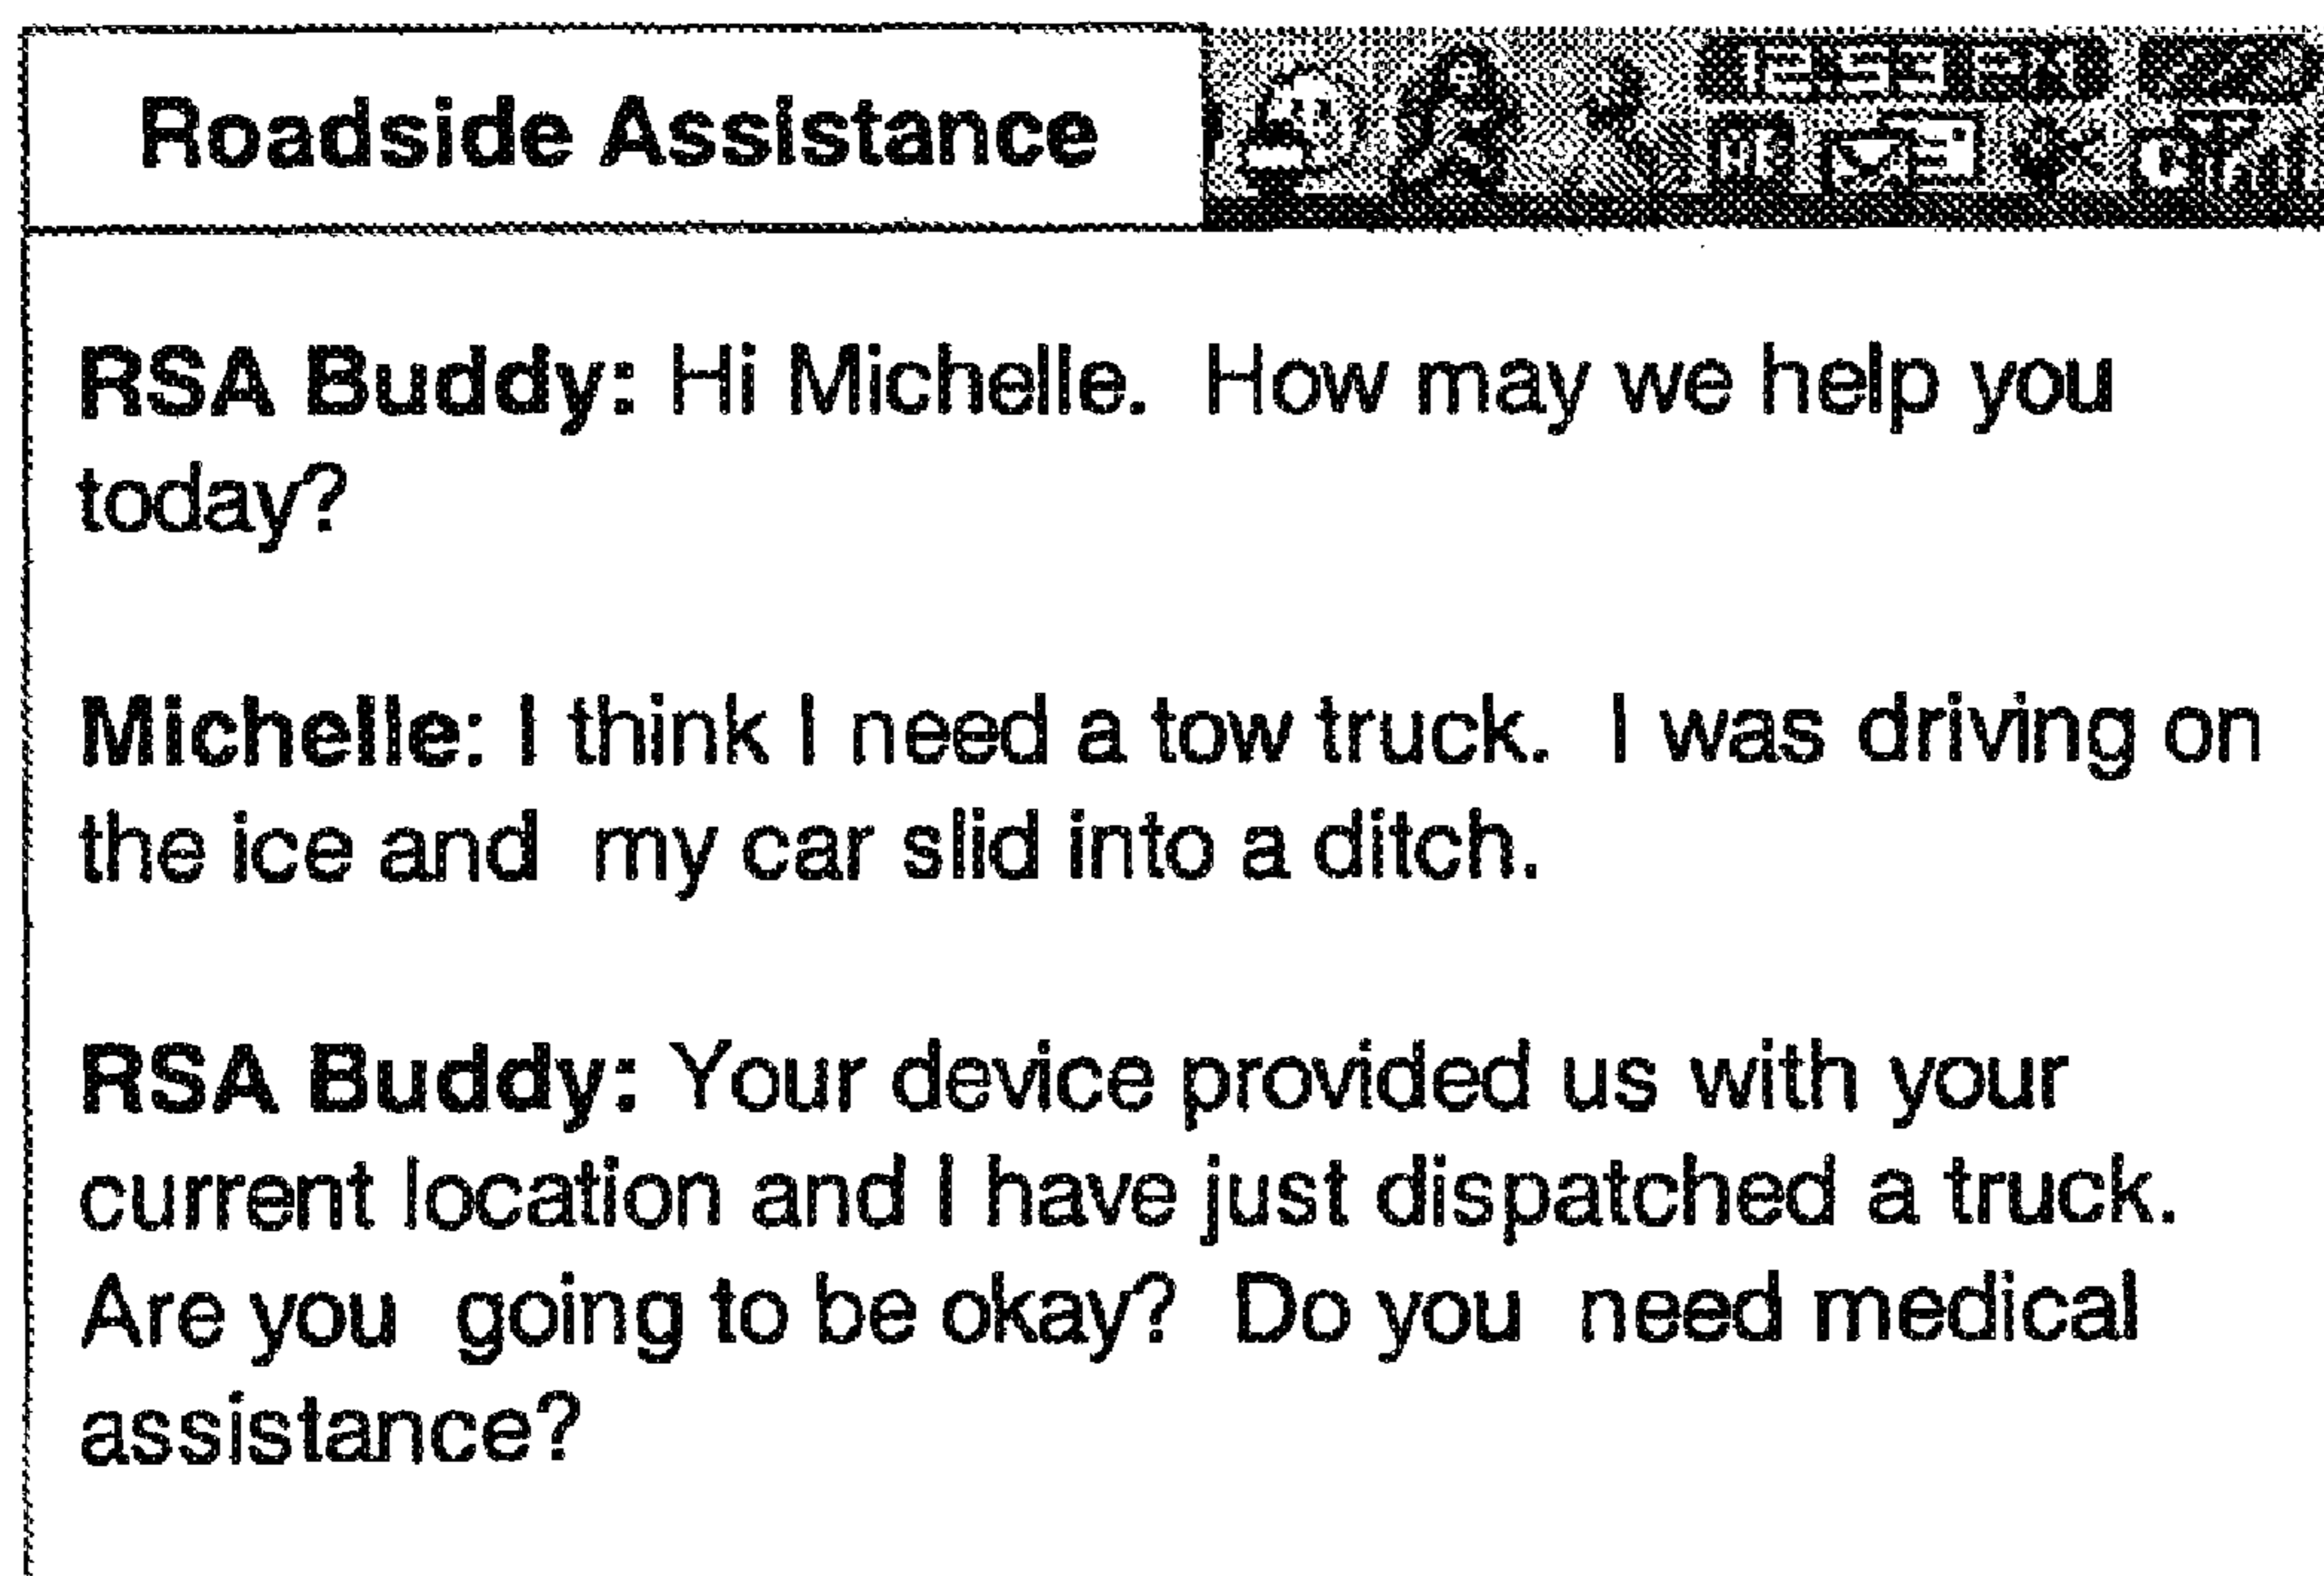 Roadside Assistance
RSA Buddy: Hi Michelle.  How may we help you
today?
Michelle: I think I need a tow truck.  I was driving on
the ice and  my car slid into a ditch.
RSA Buddy: Your device provided us with your
current location and I have just dispatched a truck.
Are you  going to be okay?  Do you  need medical
assistance?